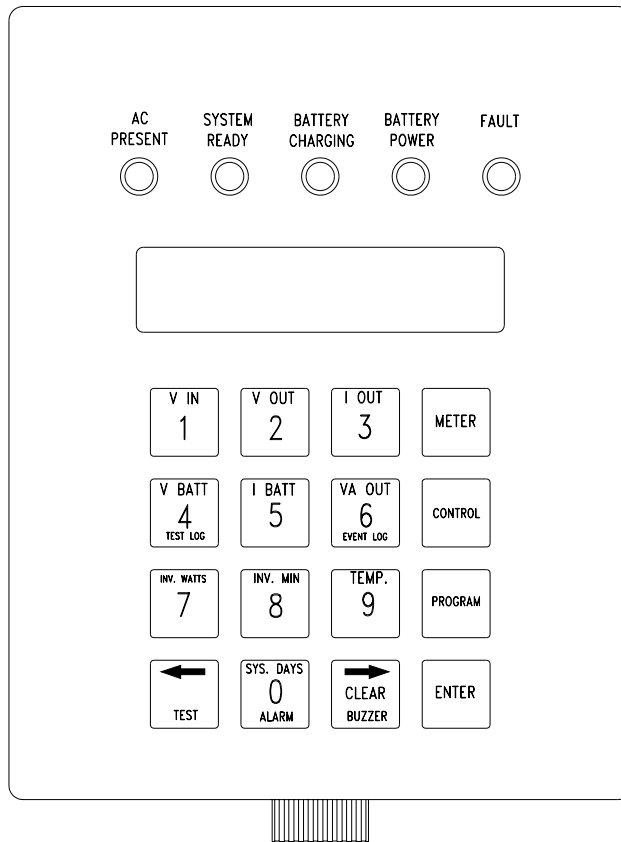 AC PRESENT
SYSTEM READY
BATTERY CHARGING
BATTERY POWER
FAULT
V IN
1
V OUT
2
I OUT
3
METER
V BATT
4
TEST LOG
I BATT
5
VA OUT
6
EVENT LOG
CONTROL
INV. WATTS
7
INV. MIN
8
TEMP.
9
PROGRAM
TEST
SYS. DAYS
0
ALARM
CLEAR
BUZZER
ENTER